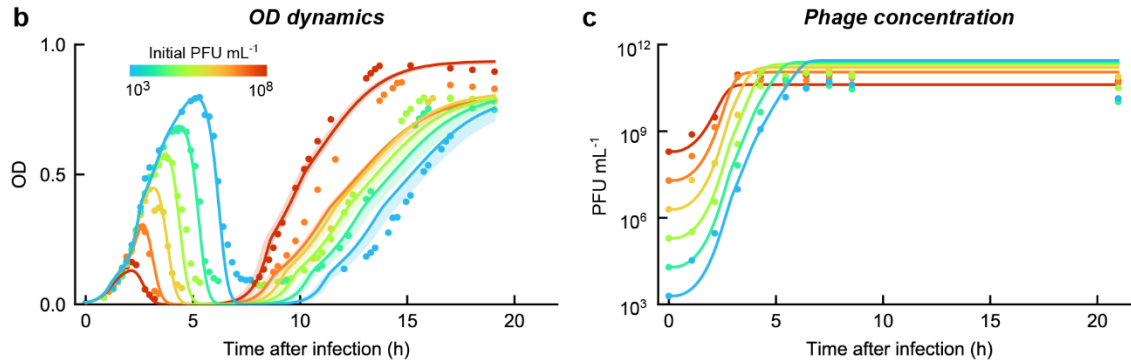 b
OD dynamics
Initial PFU mL⁻¹
10³
10⁸
1.0
0.5
0.0
OD
0
5
10
15
20
Time after infection (h)
c
Phage concentration
10¹²
10⁹
10⁶
10³
PFU mL⁻¹
0
5
10
15
20
Time after infection (h)